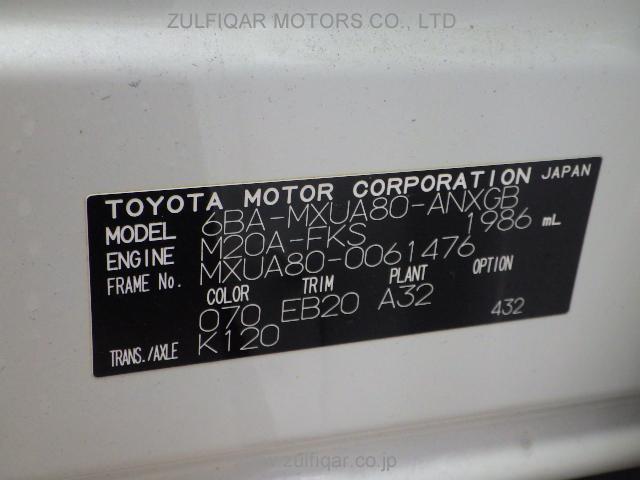 ZULFIQAR MOTORS CO., LTD
TOYOTA MOTOR CORPORATION JAPAN
MODEL 6BA-MXUA80-ANXGB
ENGINE M20A-FKS 1986 mL
FRAME No. MXUA80-0061476
COLOR TRIM PLANT OPTION
070 EB20 A32 432
TRANS./AXLE K120
www.zulfiqar.co.jp